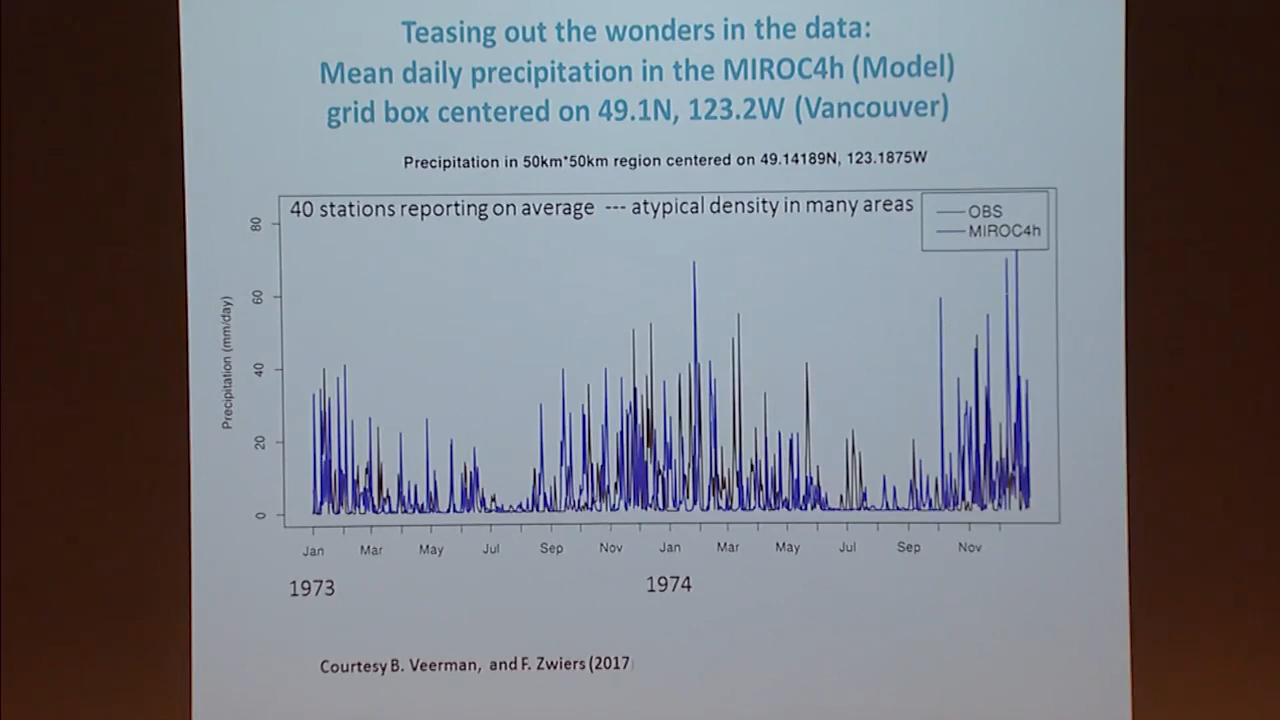 Teasing out the wonders in the data:
Mean daily precipitation in the MIROC4h (Model)
grid box centered on 49.1N, 123.2W (Vancouver)
Precipitation in 50km*50km region centered on 49.14189N, 123.1875W
40 stations reporting on average --- atypical density in many areas
OBS
MIROC4h
Precipitation (mm/day)
80
60
40
20
0
Jan Mar May Jul Sep Nov Jan Mar May Jul Sep Nov
1973 1974
Courtesy B. Veerman, and F. Zwiers (2017